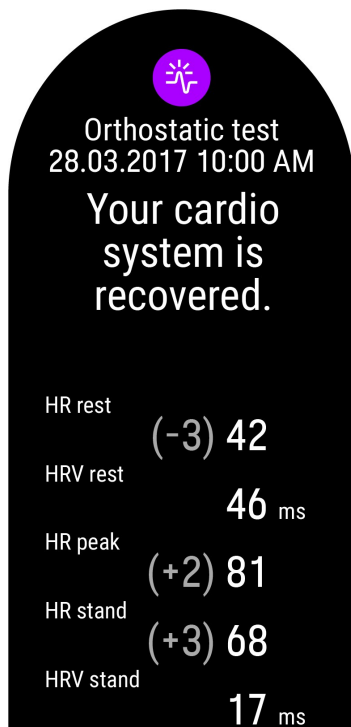 Orthostatic test
28.03.2017 10:00 AM
Your cardio
system is
recovered.
HR rest
(-3) 42
HRV rest
46 ms
HR peak
(+2) 81
HR stand
(+3) 68
HRV stand
17 ms